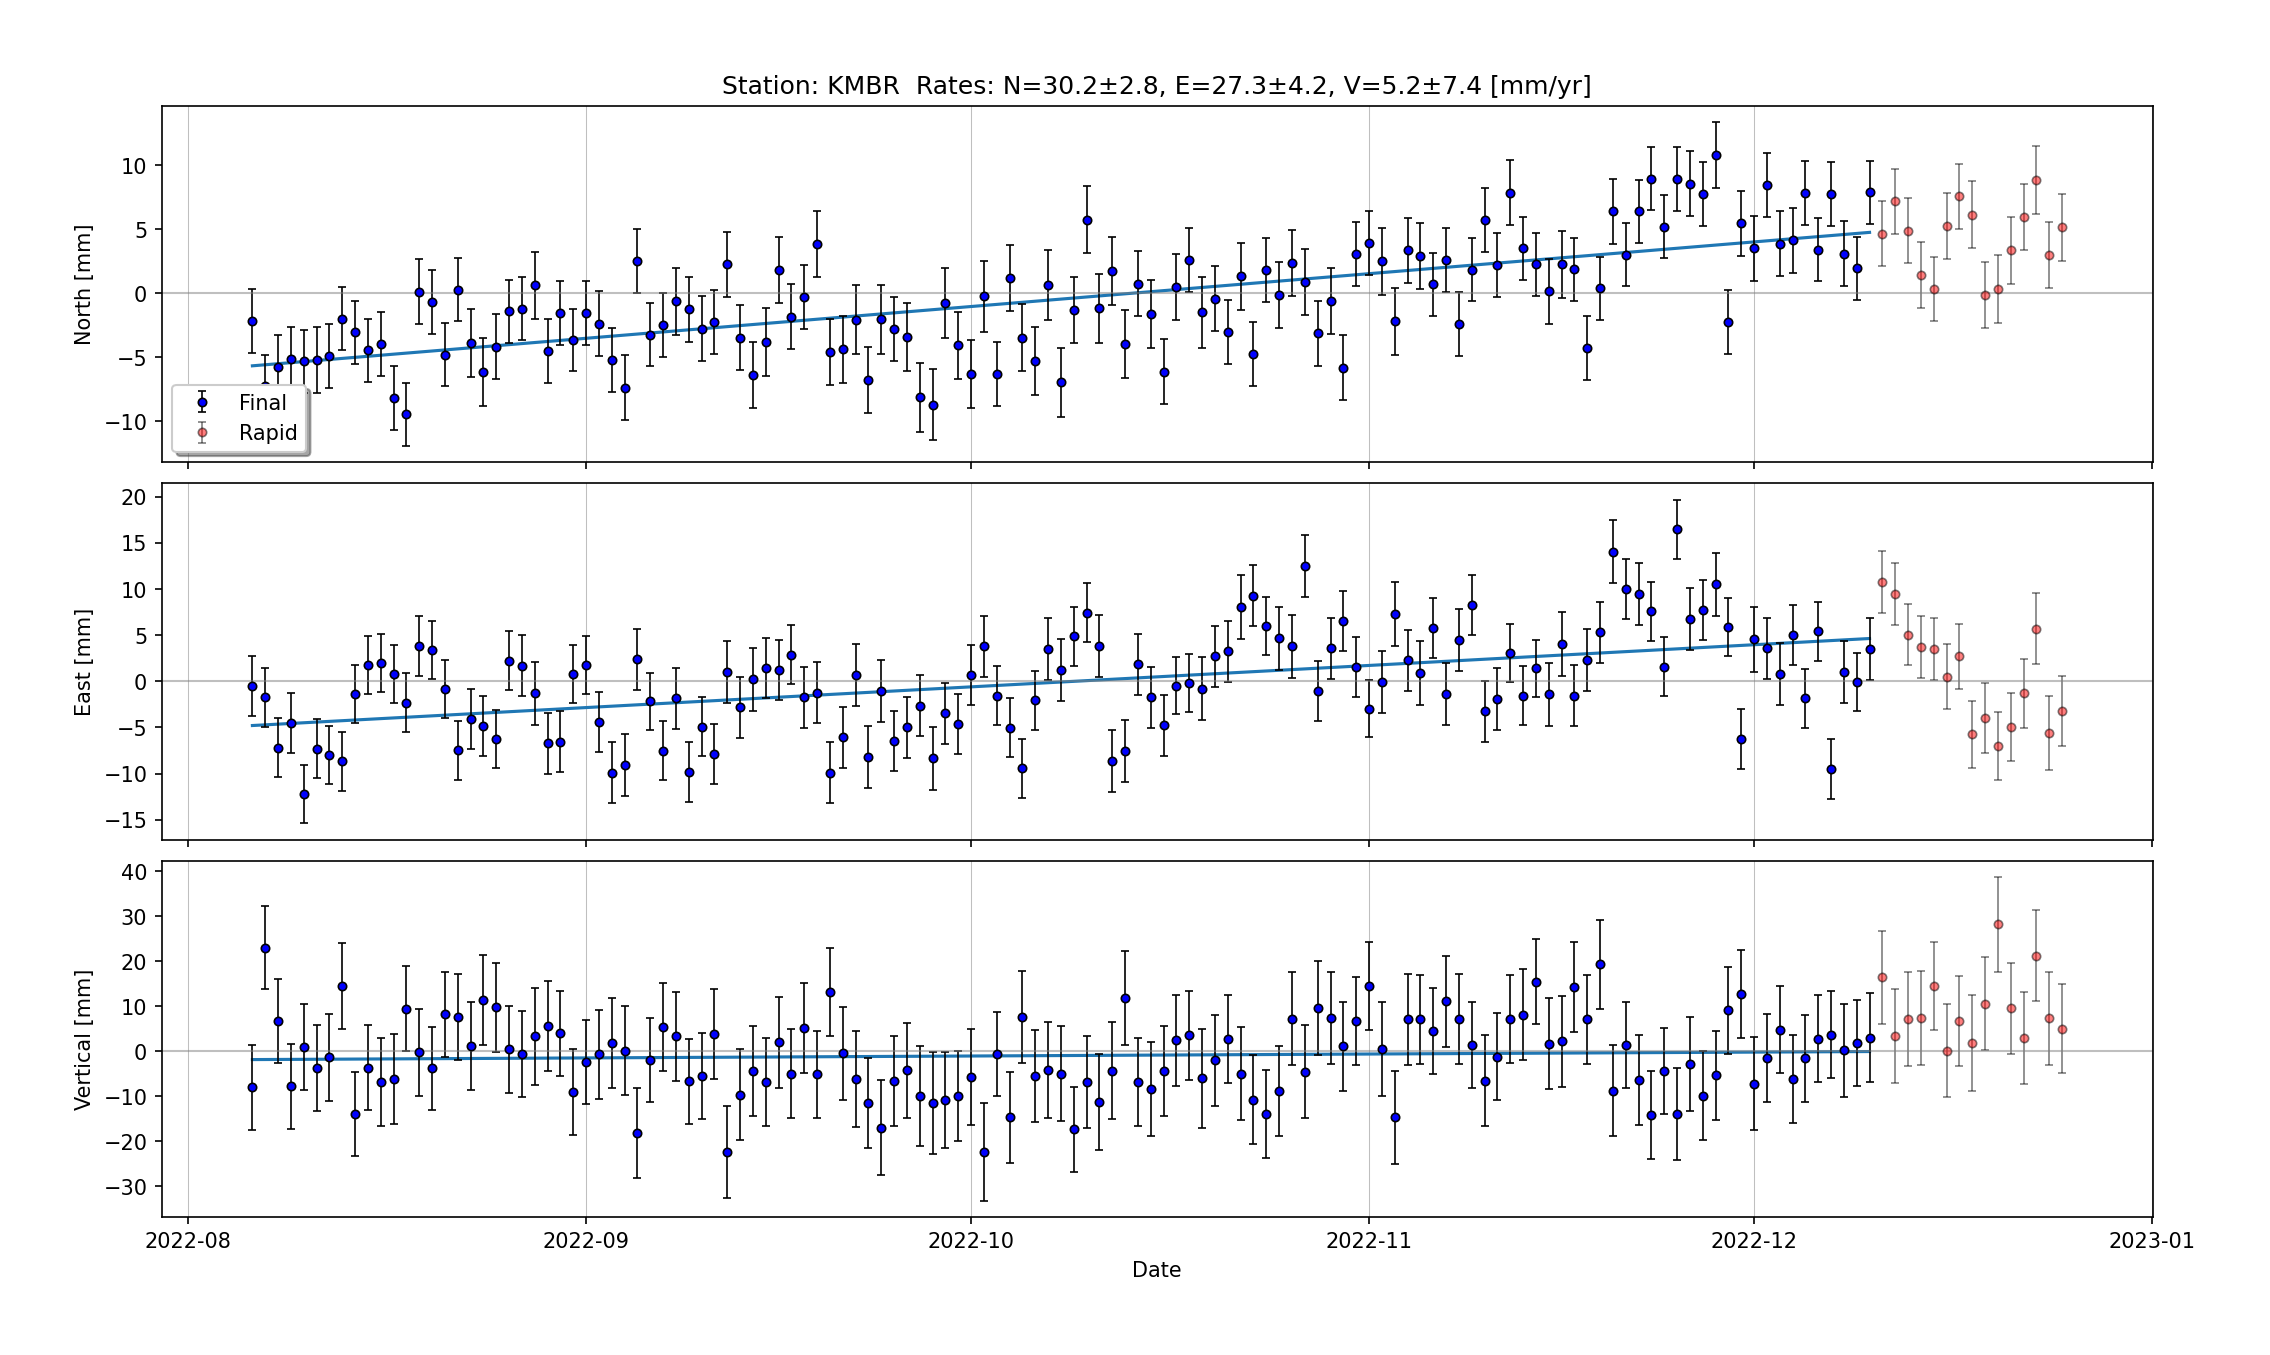 Station: KMBR  Rates: N=30.2±2.8, E=27.3±4.2, V=5.2±7.4 [mm/yr]
North [mm]
10
5
0
−5
−10
Final
Rapid
East [mm]
20
15
10
5
0
−5
−10
−15
Vertical [mm]
40
30
20
10
0
−10
−20
−30
2022-08 2022-09 2022-10 2022-11 2022-12 2023-01
Date